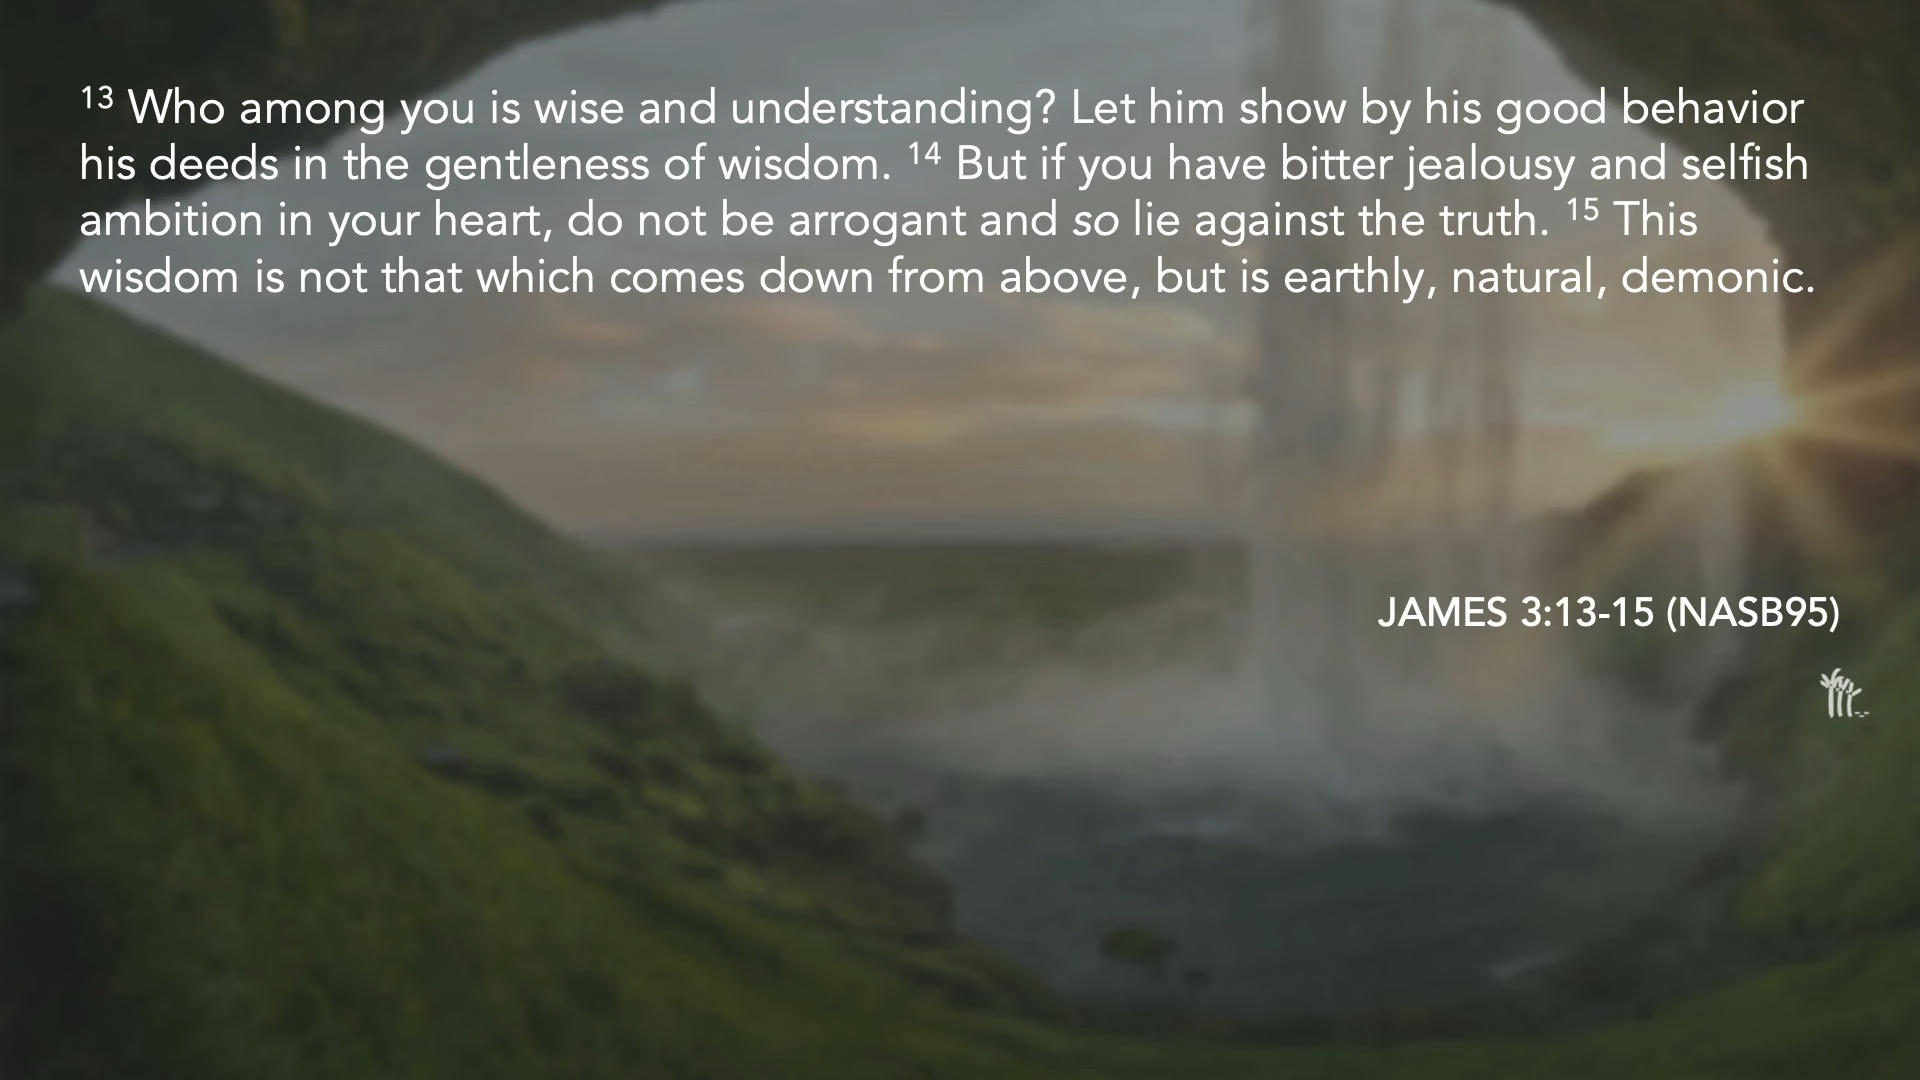 13 Who among you is wise and understanding? Let him show by his good behavior
his deeds in the gentleness of wisdom. 14 But if you have bitter jealousy and selfish
ambition in your heart, do not be arrogant and so lie against the truth. 15 This
wisdom is not that which comes down from above, but is earthly, natural, demonic.
JAMES 3:13-15 (NASB95)